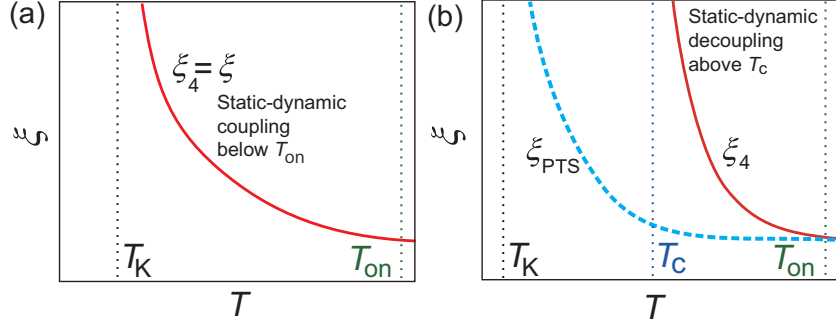 (a)
ξ
ξ4 = ξ
Static-dynamic
coupling
below Ton
TK
Ton
T
(b)
ξ
Static-dynamic
decoupling
above Tc
ξPTS
ξ4
TK
Tc
Ton
T